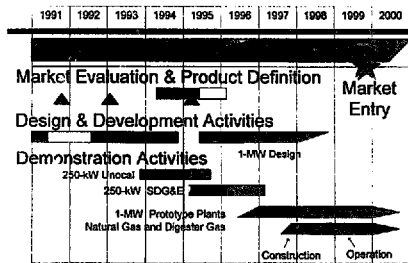 1991 1992 1993 1994 1995 1996 1997 1998 1999 2000
Market Evaluation & Product Definition
Market
Entry
Design & Development Activities
1-MW Design
Demonstration Activities
250-kW Unocal
250-kW SDG&E
1-MW Prototype Plants
Natural Gas and Digester Gas
Construction Operation